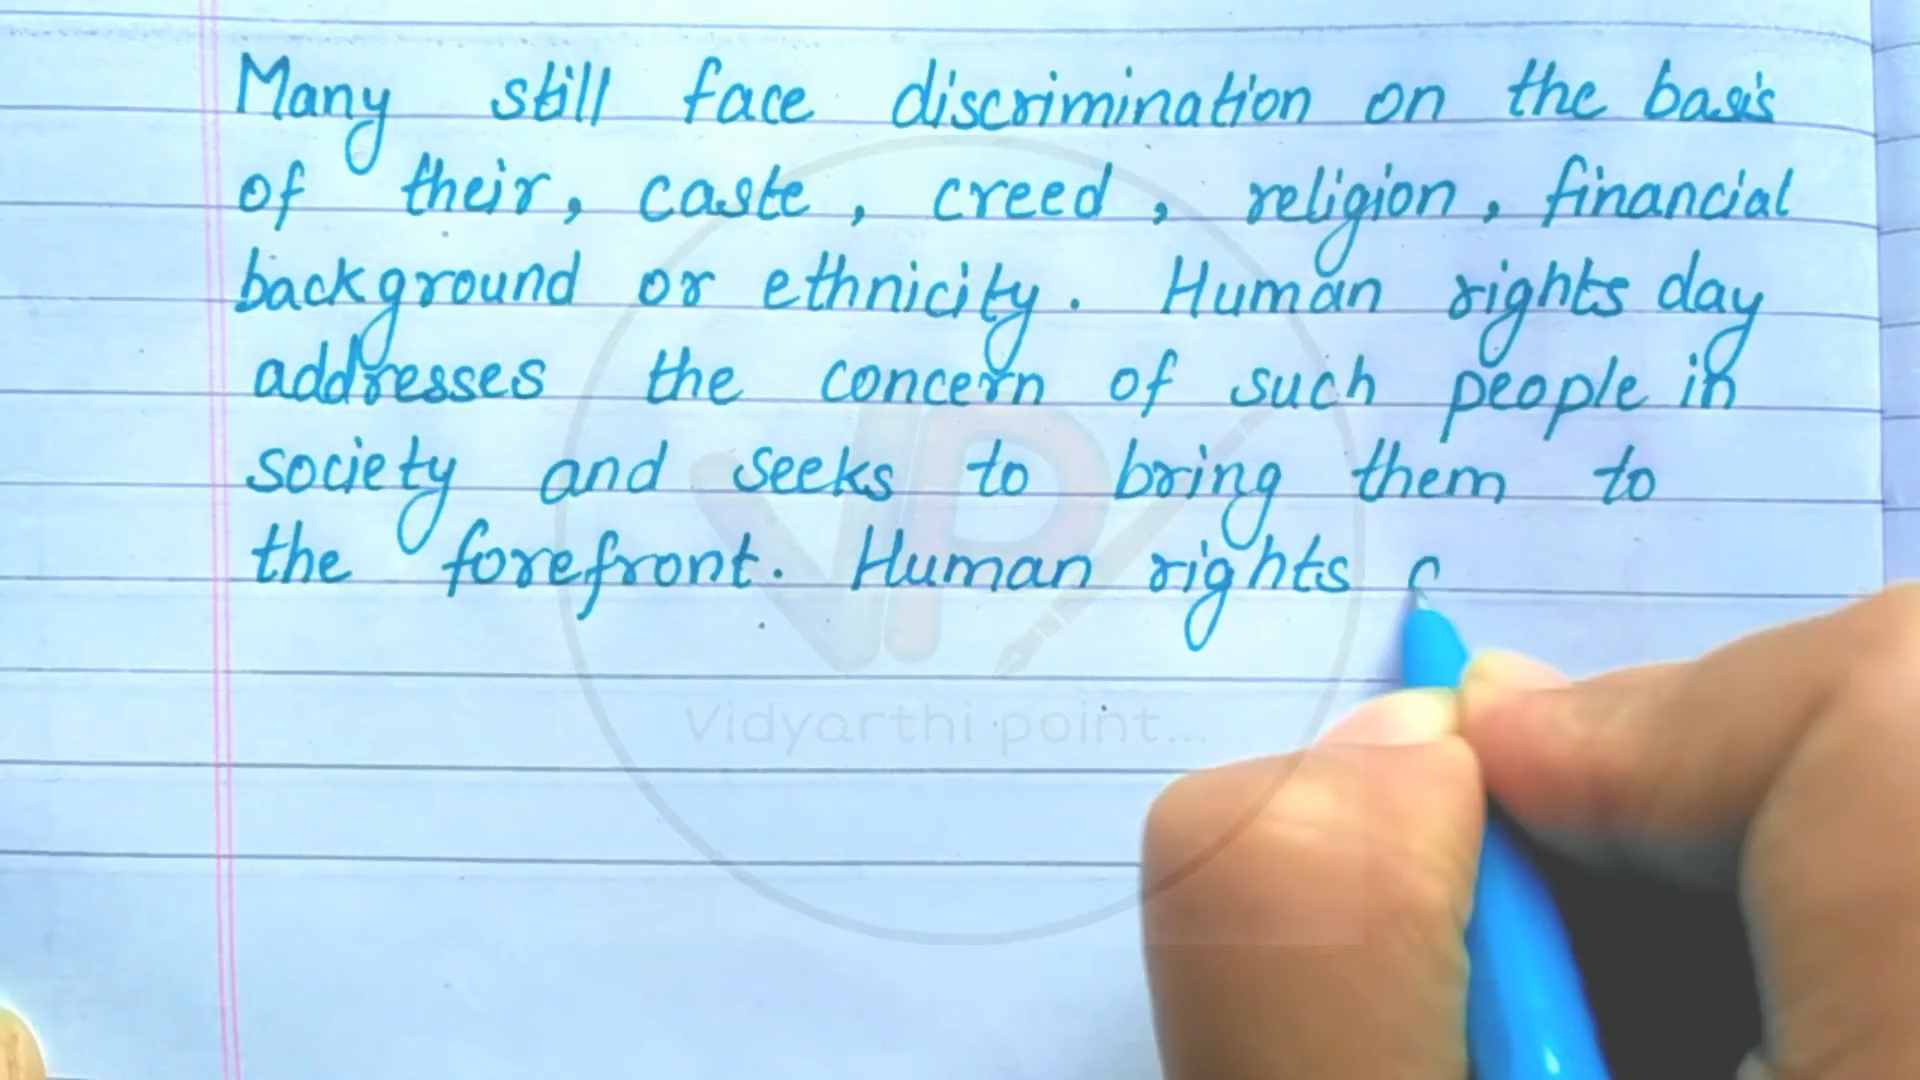 Many still face discrimination on the basis
of their, caste, creed, religion, financial
background or ethnicity. Human rights day
addresses the concern of such people in
society and seeks to bring them to
the forefront. Human rights
Vidyarthi point...